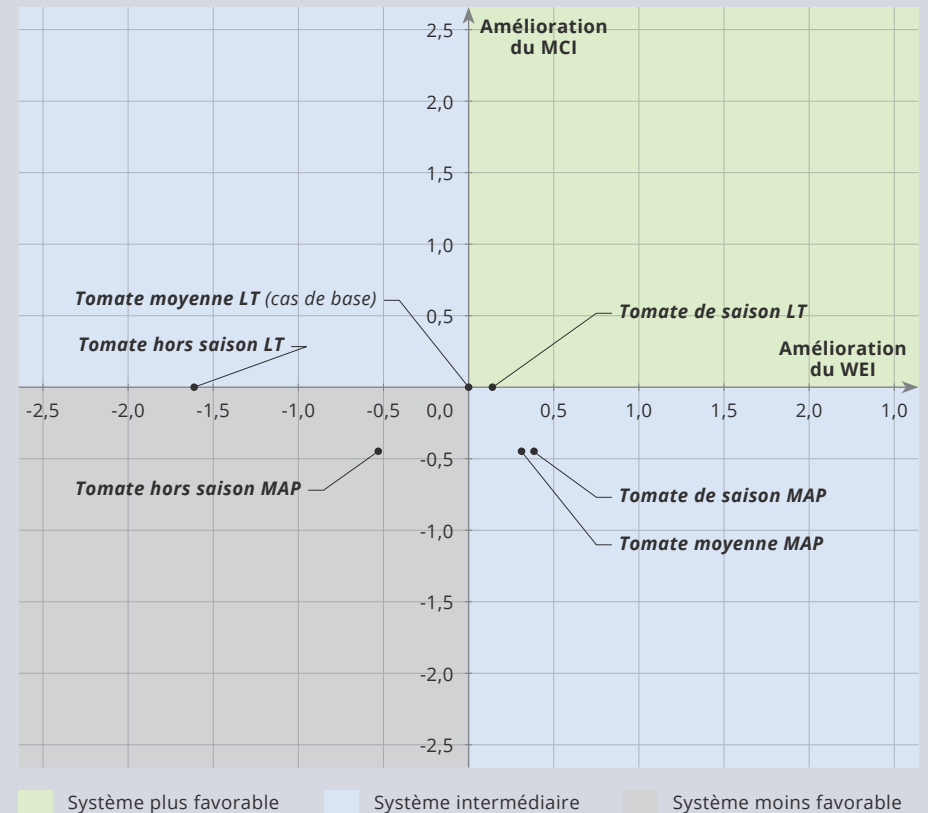 2,5
Amélioration
du MCI
2,0
1,5
1,0
Tomate moyenne LT (cas de base)
0,5
Tomate de saison LT
Tomate hors saison LT
Amélioration
du WEI
-2,5 -2,0 -1,5 -1,0 -0,5 0,0 0,5 1,0 1,5 2,0 1,0
-0,5
Tomate hors saison MAP
Tomate de saison MAP
-1,0
Tomate moyenne MAP
-1,5
-2,0
-2,5
Système plus favorable Système intermédiaire Système moins favorable